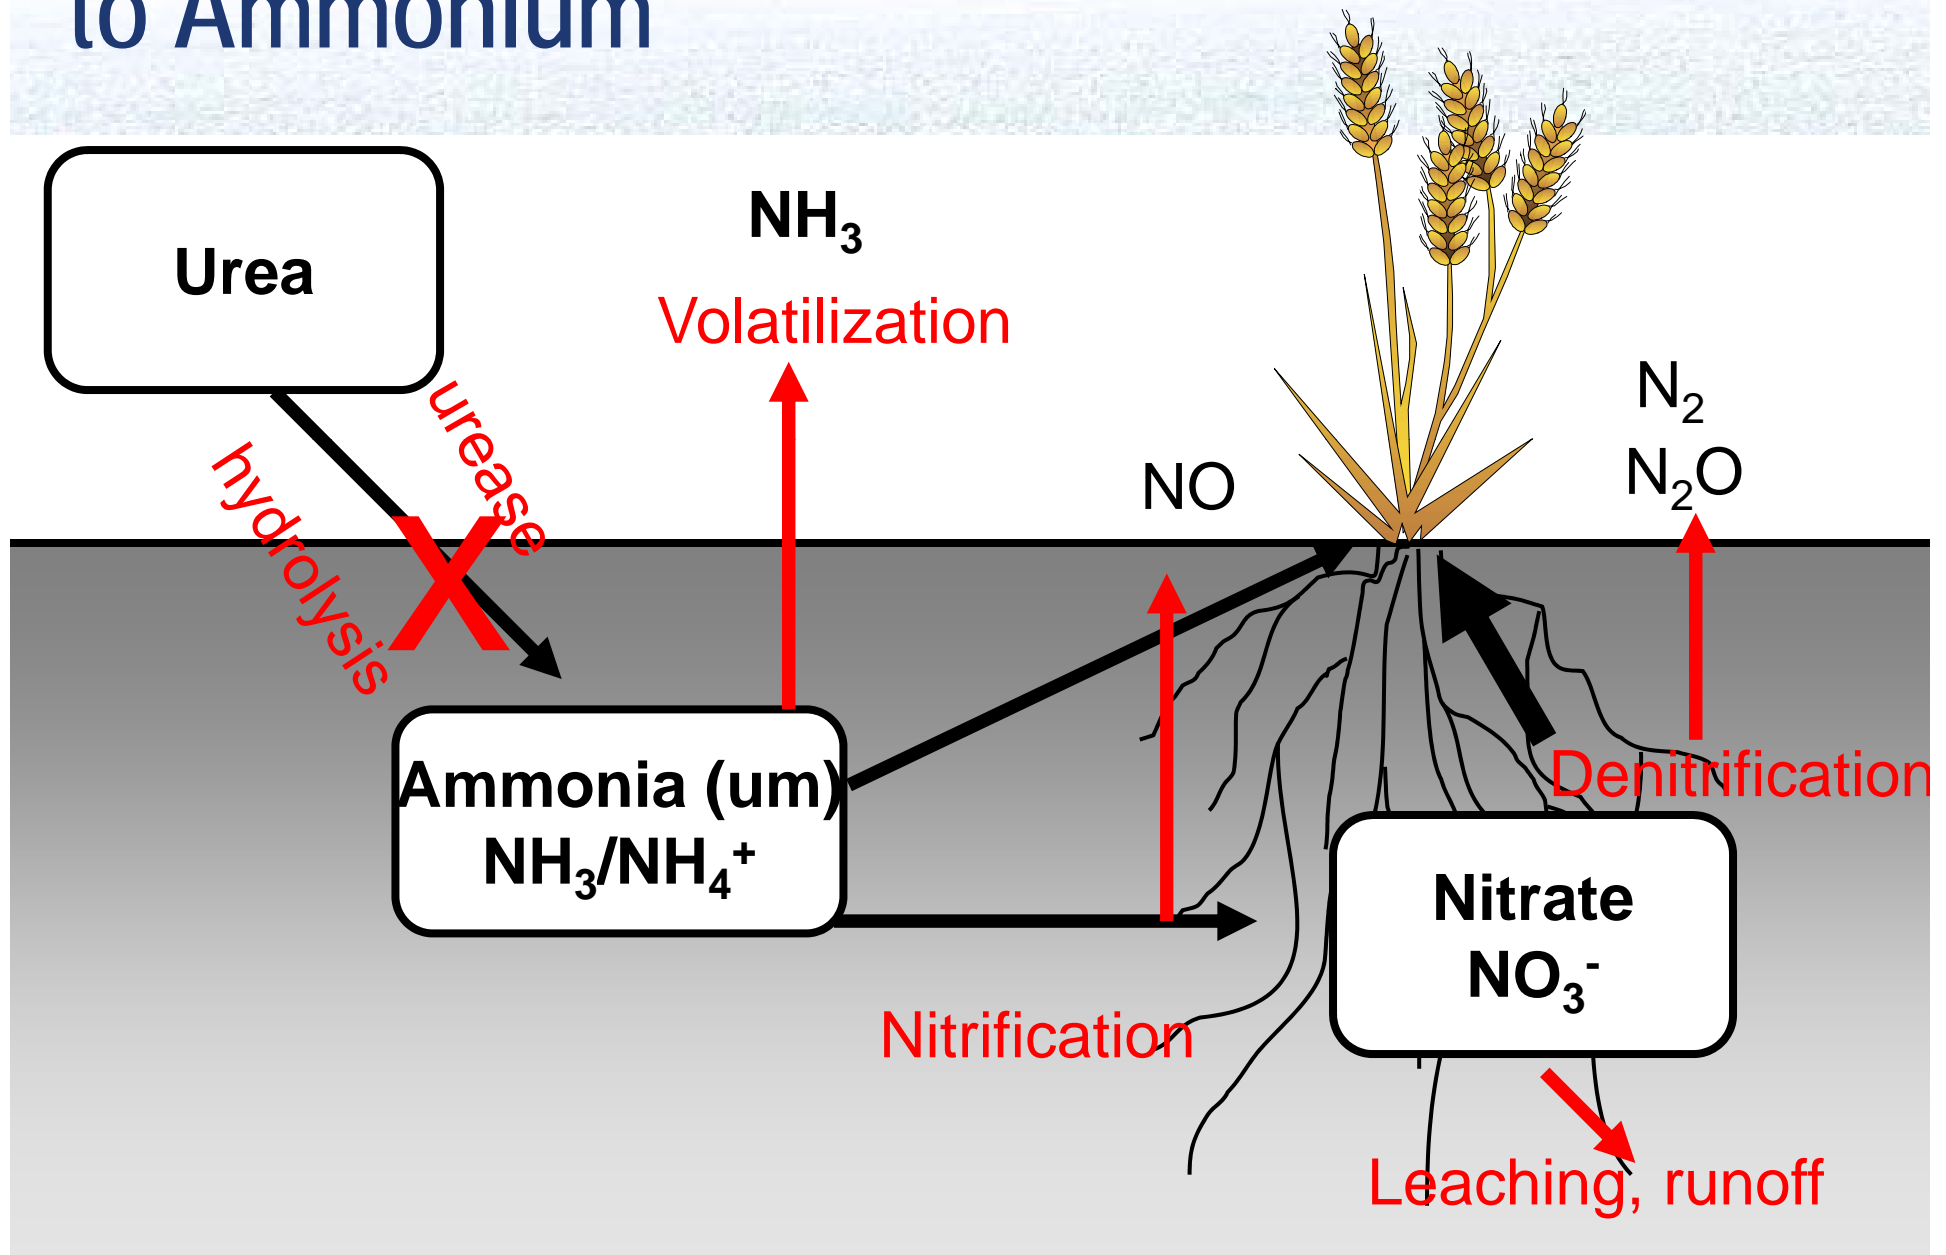 to Ammonium
Urea
NH₃
Volatilization
urease
hydrolysis
NO
N₂
N₂O
Ammonia (um)
NH₃/NH₄⁺
Denitrification
Nitrate
NO₃⁻
Nitrification
Leaching, runoff